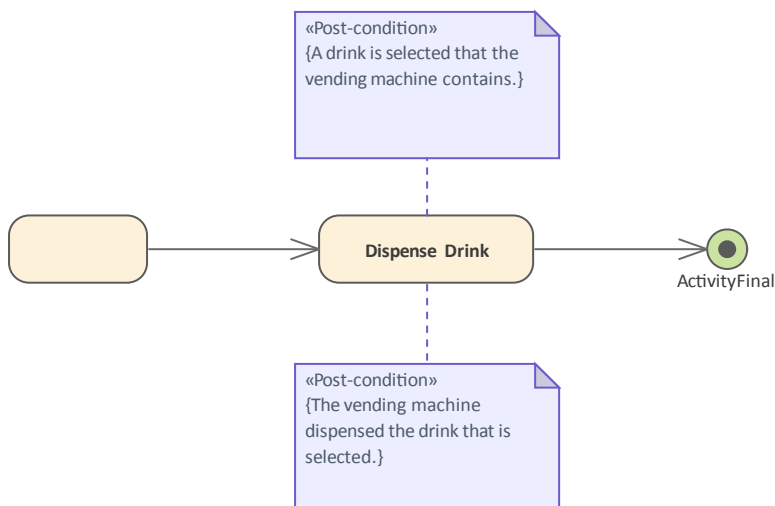 «Post-condition»
{A drink is selected that the
vending machine contains.}
Dispense Drink
ActivityFinal
«Post-condition»
{The vending machine
dispensed the drink that is
selected.}